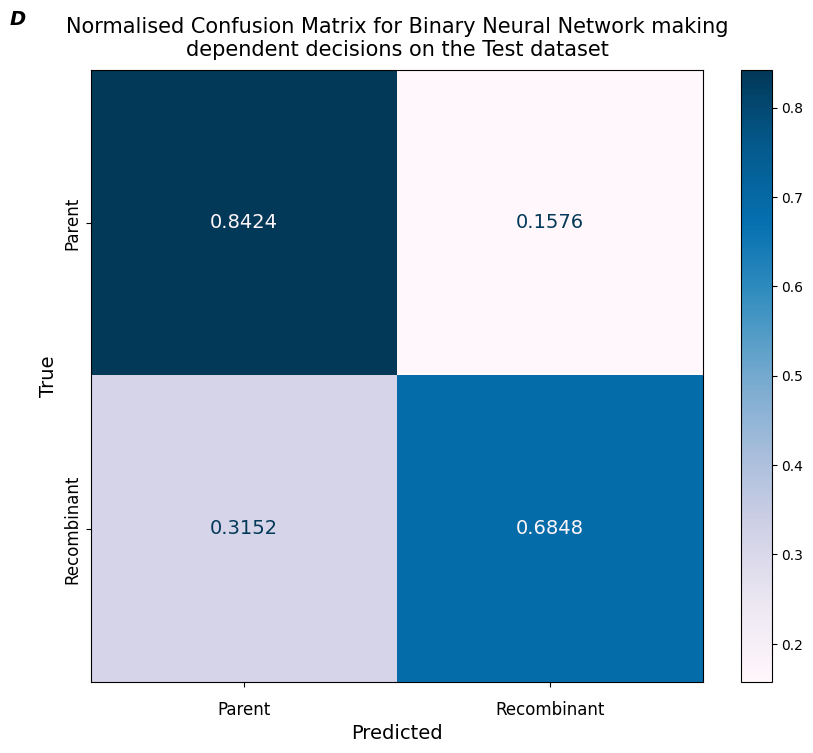 D
Normalised Confusion Matrix for Binary Neural Network making
dependent decisions on the Test dataset
True
Parent
Recombinant
0.8424
0.1576
0.3152
0.6848
Parent
Recombinant
Predicted
0.8
0.7
0.6
0.5
0.4
0.3
0.2